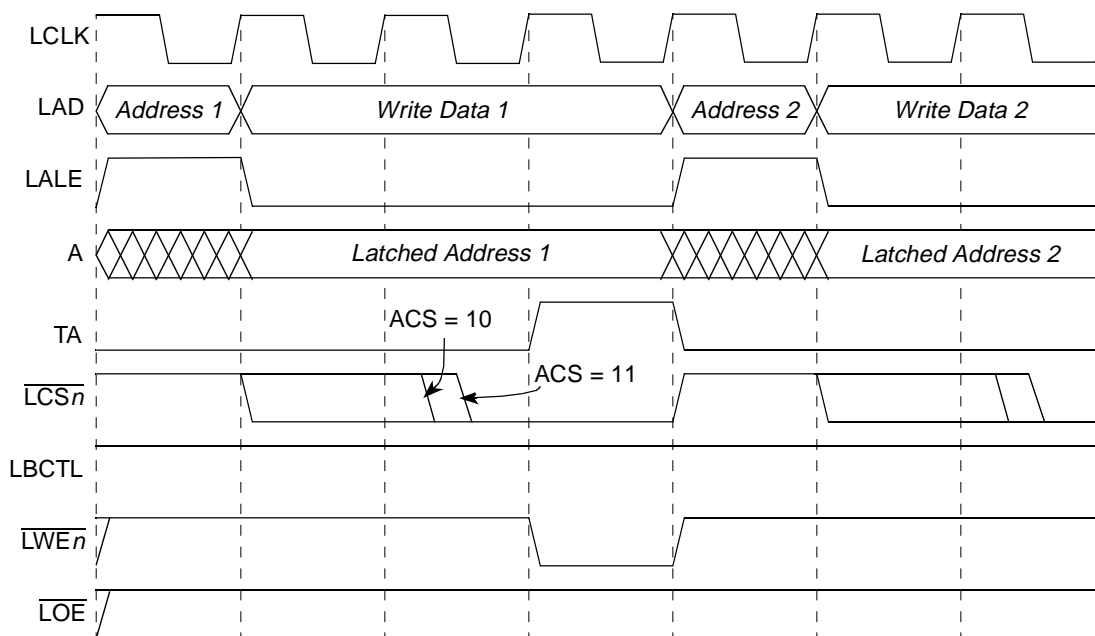 LCLK
LAD Address 1 Write Data 1 Address 2 Write Data 2
LALE
A Latched Address 1 Latched Address 2
TA ACS = 10
LCSn ACS = 11
LBCTL
LWEn
LOE